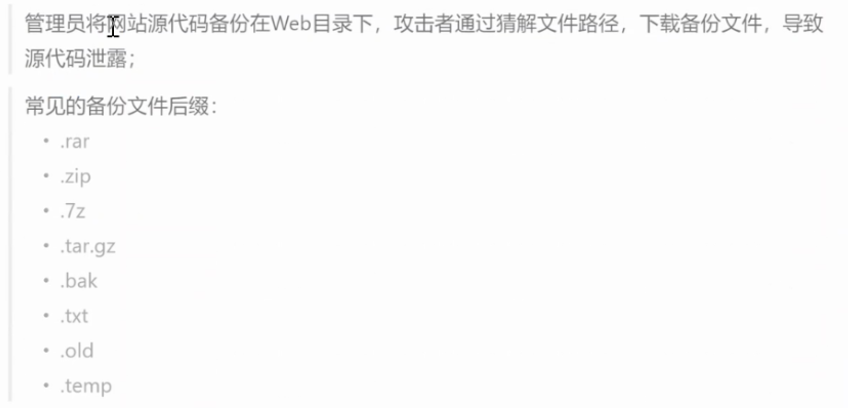 管理员将网站源代码备份在Web目录下，攻击者通过猜解文件路径，下载备份文件，导致
源代码泄露；
常见的备份文件后缀：
• .rar
• .zip
• .7z
• .tar.gz
• .bak
• .txt
• .old
• .temp